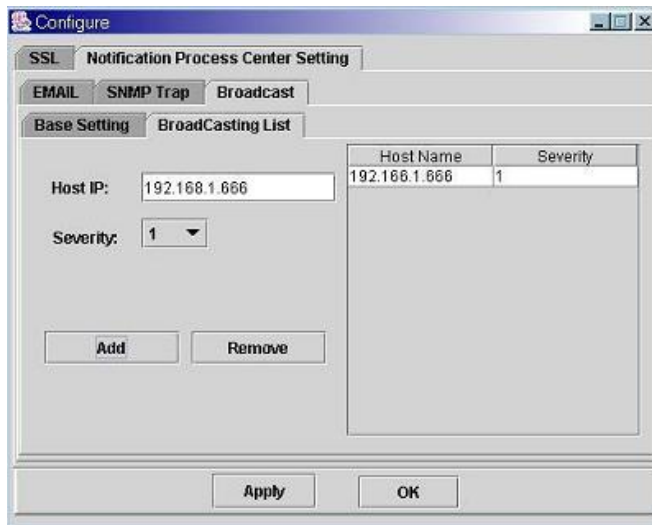 Configure
SSL Notification Process Center Setting
EMAIL SNMP Trap Broadcast
Base Setting BroadCasting List
Host IP: 192.168.1.666
Severity: 1
Add Remove
Host Name Severity
192.166.1.666 1
Apply OK